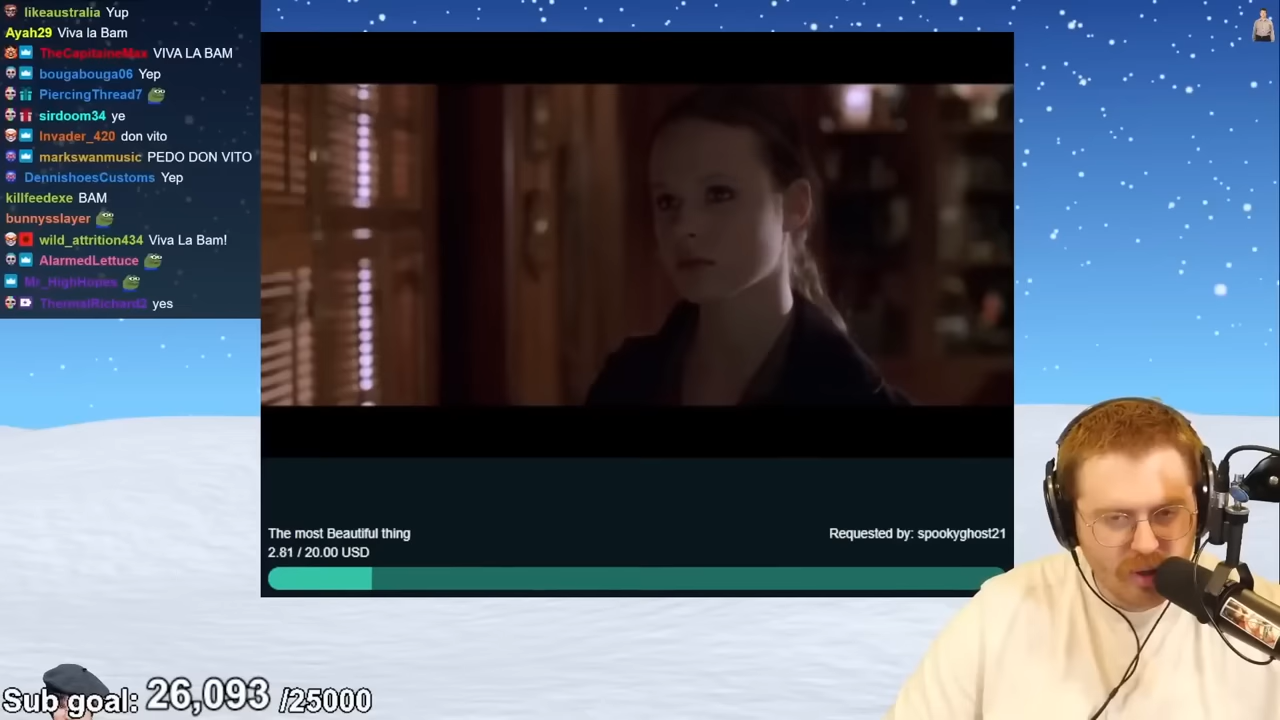 likeaustralia Yup
Ayah29 Viva la Bam
TheCapitaineMax VIVA LA BAM
bougabouga06 Yep
PiercingThread7
sirdoom34 ye
Invader_420 don vito
markswanmusic PEDO DON VITO
DennishoesCustoms Yep
killfeedexe BAM
bunnysslayer
wild_attrition434 Viva La Bam!
AlarmedLettuce
Mr_HighHopes
ThermalRichard2 yes
The most Beautiful thing
Requested by: spookyghost21
2.81 / 20.00 USD
Sub goal: 26,093 /25000